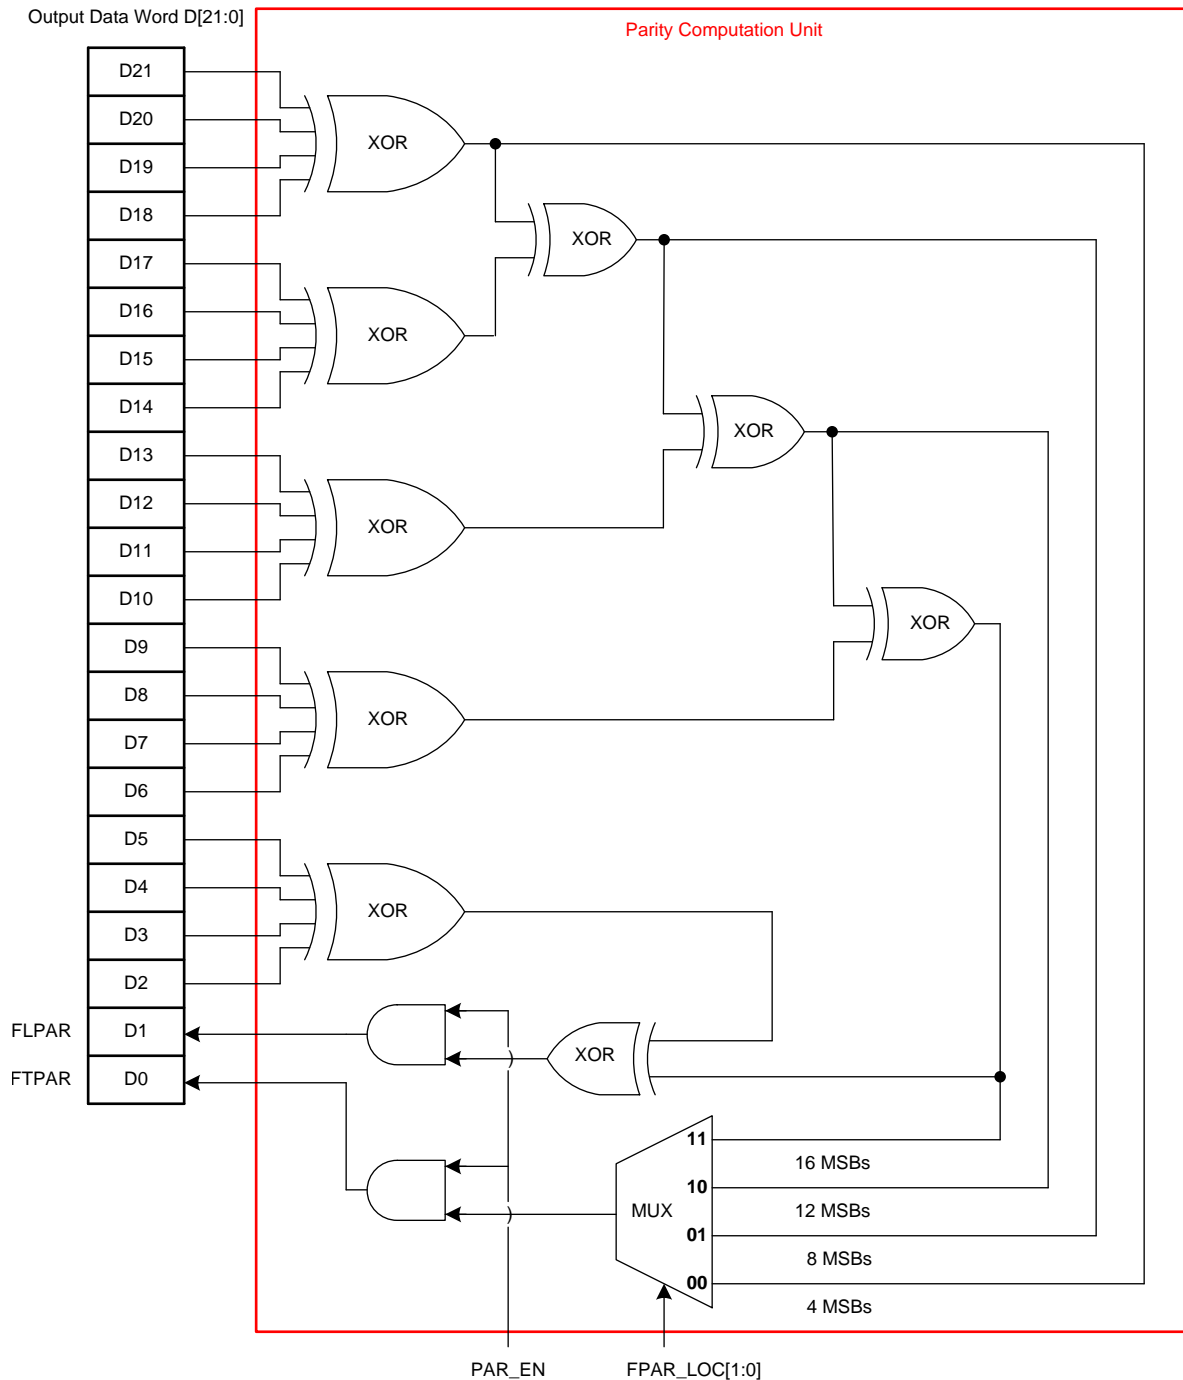 Output Data Word D[21:0]
Parity Computation Unit
D21
D20
XOR
D19
D18
XOR
D17
D16
XOR
D15
D14
D13
XOR
D12
XOR
D11
D10
D9
XOR
D8
XOR
D7
D6
D5
D4
XOR
D3
D2
FLPAR
D1
XOR
FTPAR
D0
11
16 MSBs
10
MUX
12 MSBs
01
8 MSBs
00
4 MSBs
PAR_EN
FPAR_LOC[1:0]